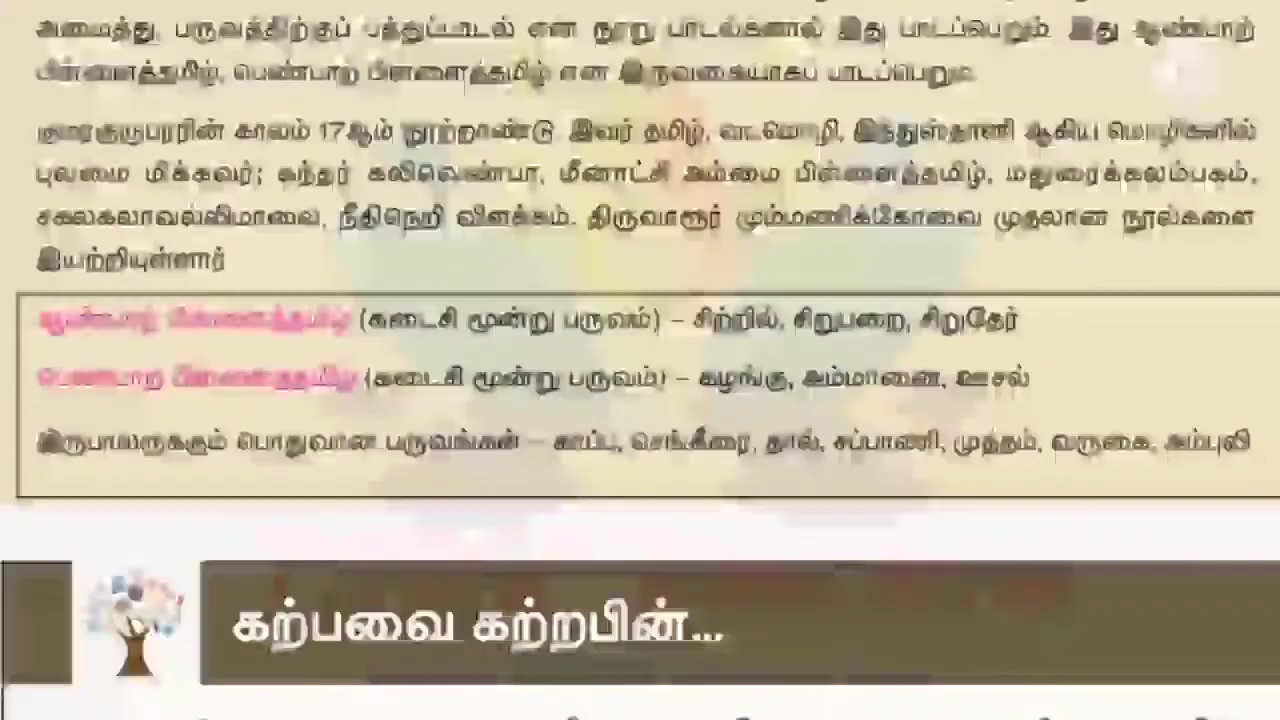 அமைத்து, பருவத்திற்குப் பத்துப்பாடல் என நூறு பாடல்களால் இது பாடப்பெறும். இது ஆண்பாற்
பிள்ளைத்தமிழ், பெண்பாற் பிள்ளைத்தமிழ் என இருவகையாகப் பாடப்பெறும்.
குமரகுருபரரின் காலம் 17ஆம் நூற்றாண்டு. இவர் தமிழ், வடமொழி, இந்துஸ்தானி ஆகிய மொழிகளில்
புலமை மிக்கவர்; கந்தர் கலிவெண்பா, மீனாட்சி அம்மை பிள்ளைத்தமிழ், மதுரைக்கலம்பகம்,
சகலகலாவல்லிமாலை, நீதிநெறி விளக்கம், திருவாரூர் மும்மணிக்கோவை முதலான நூல்களை
இயற்றியுள்ளார்
ஆண்பாற் பிள்ளைத்தமிழ் (கடைசி மூன்று பருவம்) – சிற்றில், சிறுபறை, சிறுதேர்
பெண்பாற் பிள்ளைத்தமிழ் (கடைசி மூன்று பருவம்) – கழங்கு, அம்மானை, ஊசல்
இருபாலருக்கும் பொதுவான பருவங்கள் – காப்பு, செங்கீரை, தால், சப்பாணி, முத்தம், வருகை, அம்புலி
கற்பவை கற்றபின்...